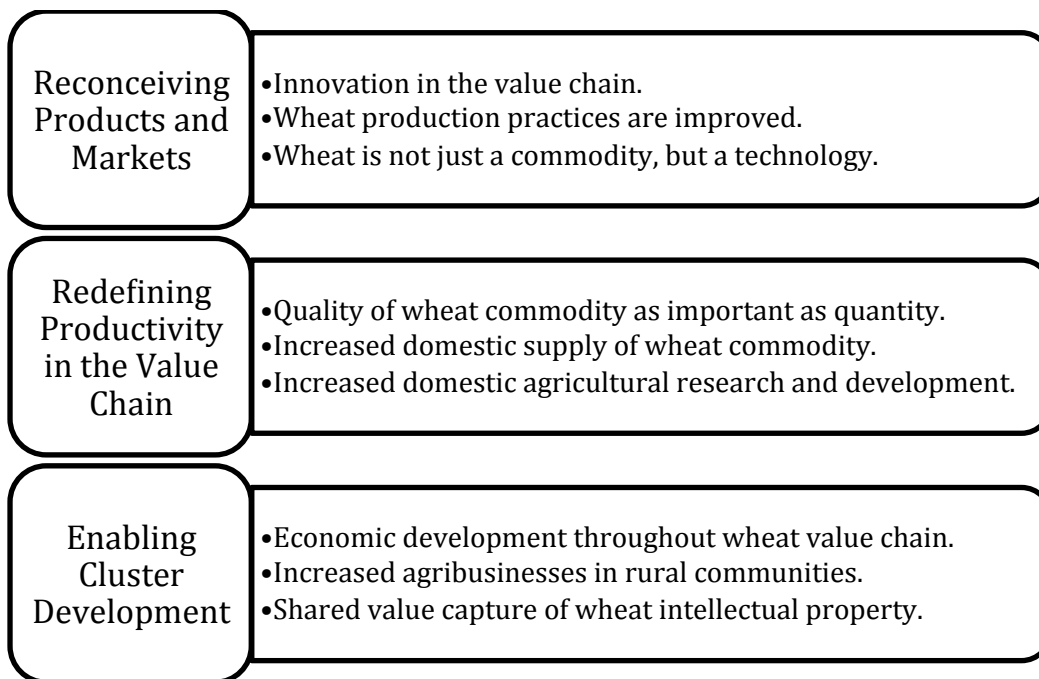 Reconceiving
Products and
Markets
•Innovation in the value chain.
•Wheat production practices are improved.
•Wheat is not just a commodity, but a technology.
Redefining
Productivity
in the Value
Chain
•Quality of wheat commodity as important as quantity.
•Increased domestic supply of wheat commodity.
•Increased domestic agricultural research and development.
Enabling
Cluster
Development
•Economic development throughout wheat value chain.
•Increased agribusinesses in rural communities.
•Shared value capture of wheat intellectual property.